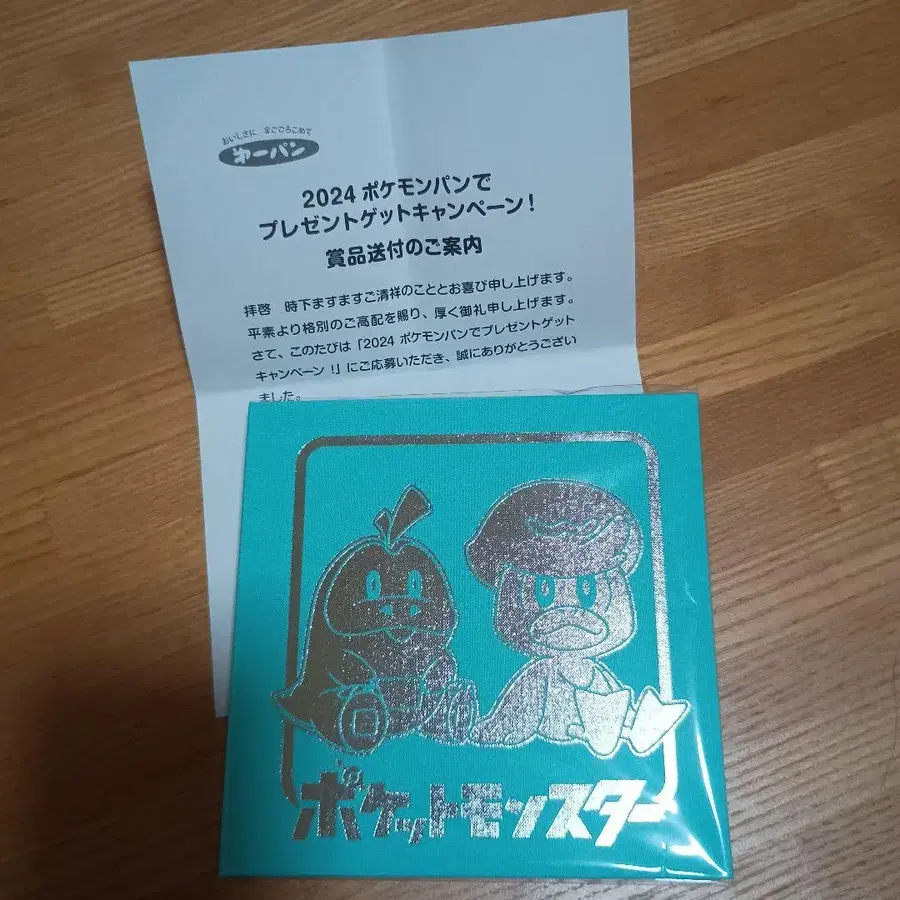 おいしさに まごころこめて
第一パン
2024 ポケモンパンで
プレゼントゲットキャンペーン！
賞品送付のご案内
拝啓 時下ますますご清祥のこととお喜び申し上げます。
平素より格別のご高配を賜り、厚く御礼申し上げます。
さて、このたびは「2024 ポケモンパンでプレゼントゲット
キャンペーン！」にご応募いただき、誠にありがとうござい
ました。
ポケットモンスター